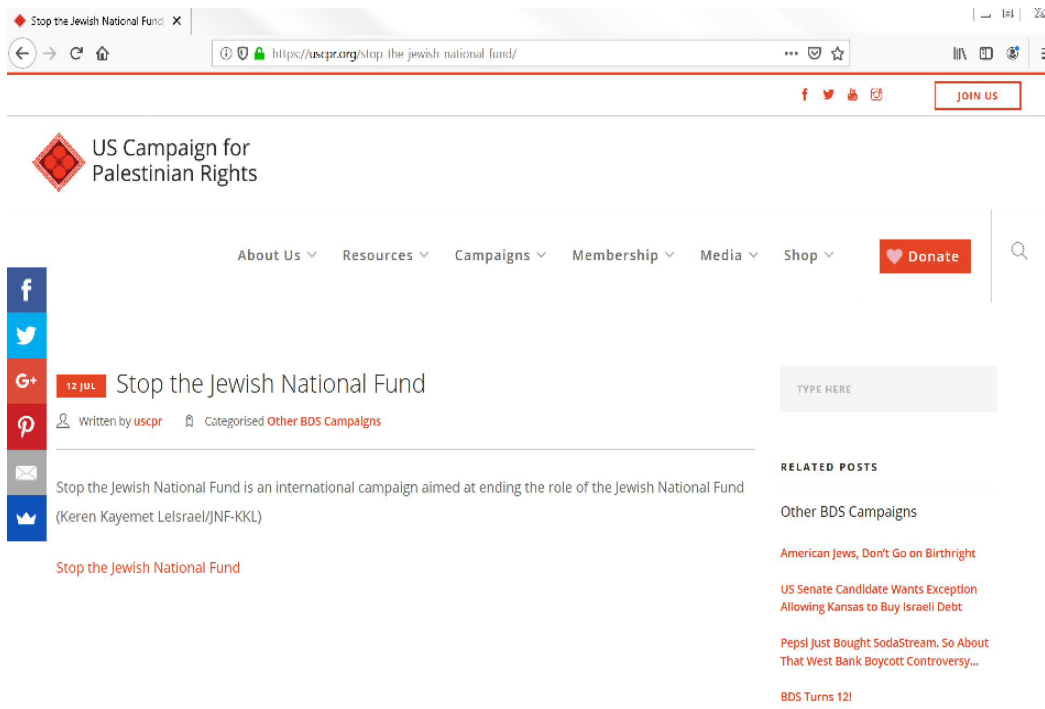 Stop the Jewish National Fund
https://uscpr.org/stop-the-jewish-national-fund/
JOIN US
US Campaign for
Palestinian Rights
About Us
Resources
Campaigns
Membership
Media
Shop
Donate
12 JUL
Stop the Jewish National Fund
Written by uscpr Categorised Other BDS Campaigns
Stop the Jewish National Fund is an international campaign aimed at ending the role of the Jewish National Fund
(Keren Kayemet LeIsrael/JNF-KKL)
Stop the Jewish National Fund
TYPE HERE
RELATED POSTS
Other BDS Campaigns
American Jews, Don't Go on Birthright
US Senate Candidate Wants Exception
Allowing Kansas to Buy Israeli Debt
Pepsi Just Bought SodaStream. So About
That West Bank Boycott Controversy...
BDS Turns 12!